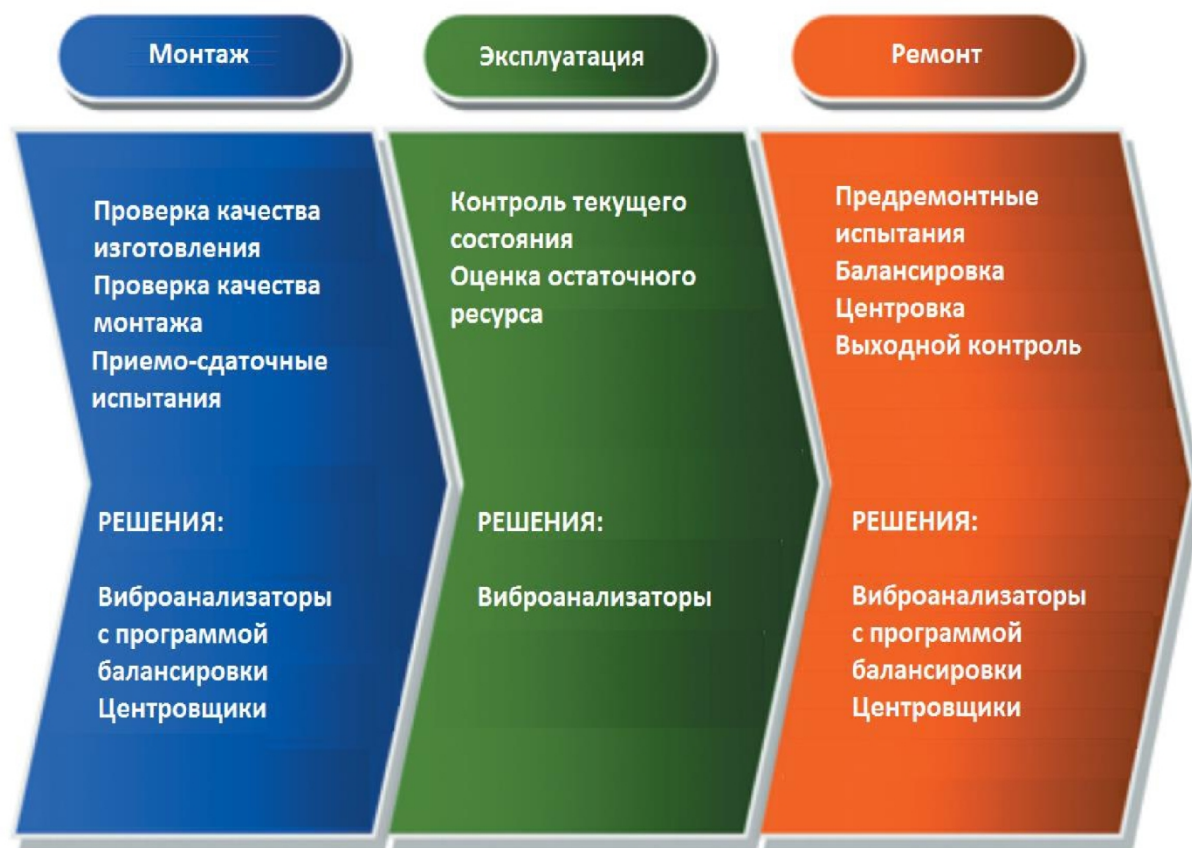 Монтаж
Эксплуатация
Ремонт
Проверка качества
изготовления
Проверка качества
монтажа
Приемо-сдаточные
испытания
РЕШЕНИЯ:
Виброанализаторы
с программой
балансировки
Центровщики
Контроль текущего
состояния
Оценка остаточного
ресурса
РЕШЕНИЯ:
Виброанализаторы
Предремонтные
испытания
Балансировка
Центровка
Выходной контроль
РЕШЕНИЯ:
Виброанализаторы
с программой
балансировки
Центровщики